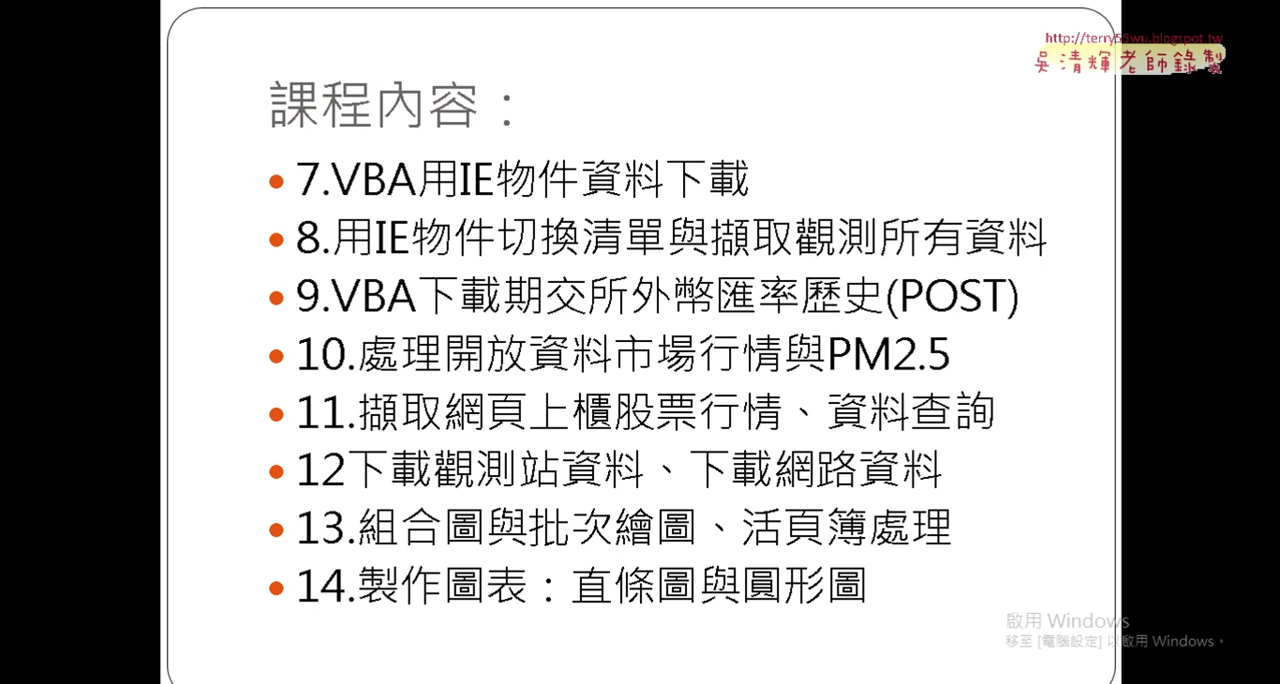 http://terry55wu.blogspot.tw
吳清輝老師錄製
課程內容：
7.VBA用IE物件資料下載
8.用IE物件切換清單與擷取觀測所有資料
9.VBA下載期交所外幣匯率歷史(POST)
10.處理開放資料市場行情與PM2.5
11.擷取網頁上櫃股票行情、資料查詢
12下載觀測站資料、下載網路資料
13.組合圖與批次繪圖、活頁簿處理
14.製作圖表：直條圖與圓形圖
啟用 Windows
移至 [電腦設定] 以啟用 Windows。